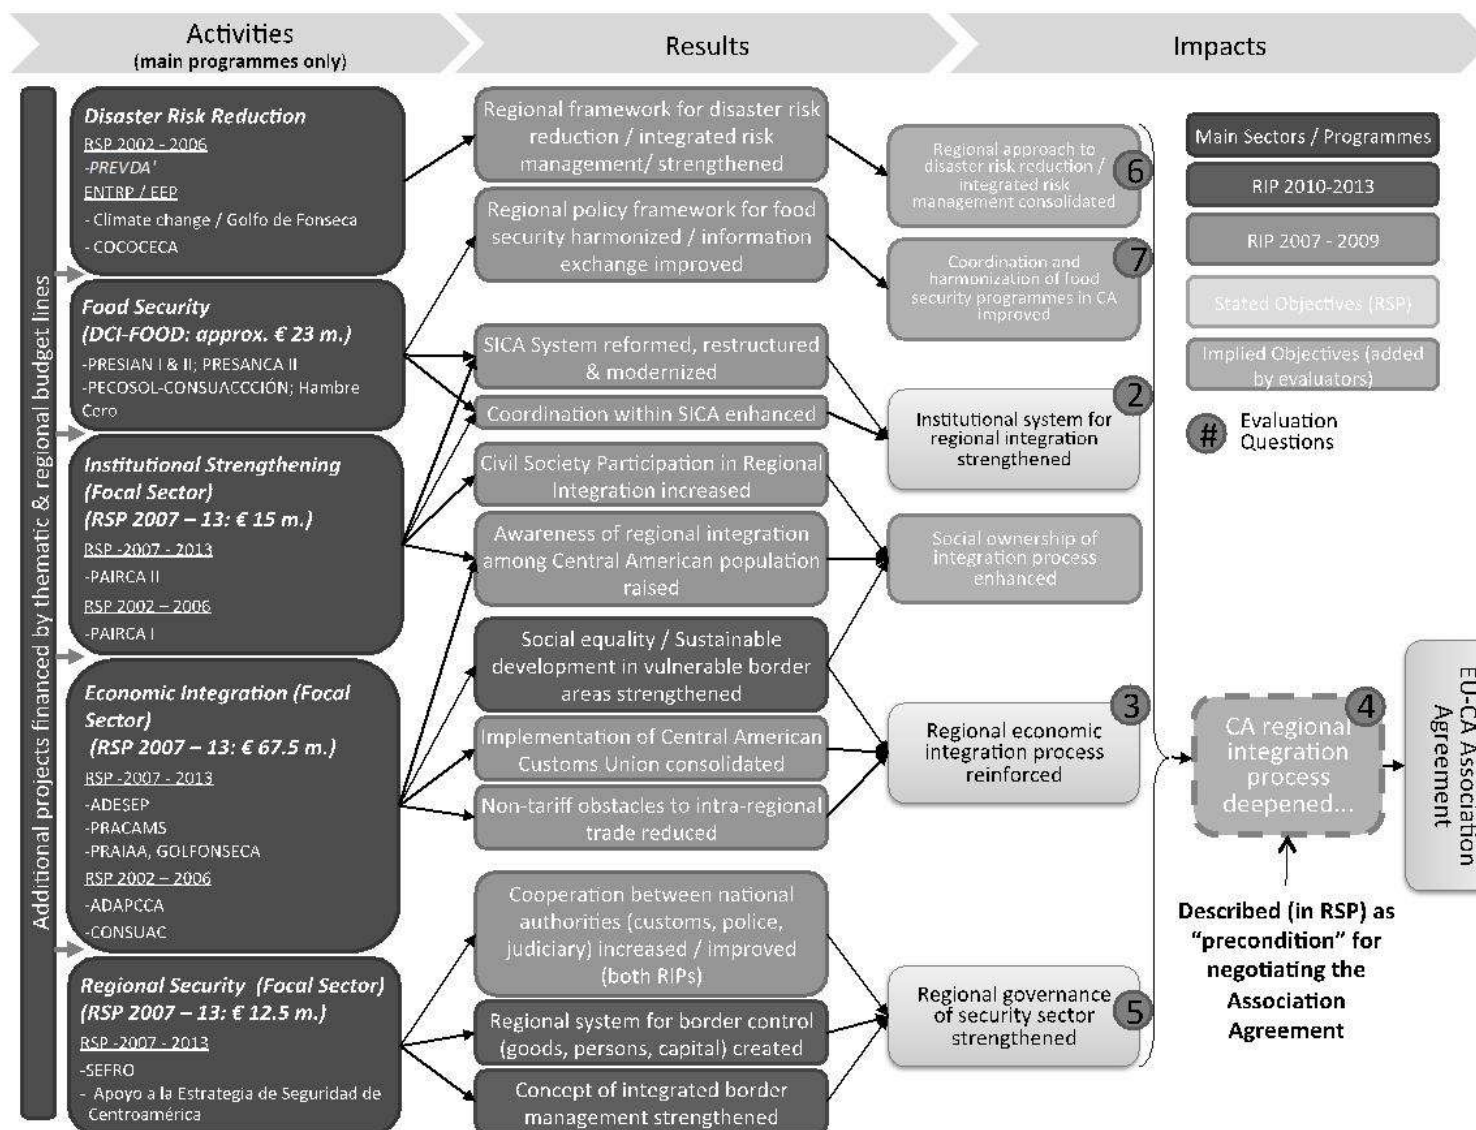 Activities
(main programmes only)
Results
Impacts
Additional projects financed by thematic & regional budget lines
Disaster Risk Reduction
RSP 2002 - 2006
-PREVDA'
ENTRP / EEP
- Climate change / Golfo de Fonseca
- COCOCECA
Food Security
(DCI-FOOD: approx. € 23 m.)
-PRESIAN I & II; PRESANCA II
-PECOSOL-CONSUACCCIÓN; Hambre
Cero
Institutional Strengthening
(Focal Sector)
(RSP 2007 – 13: € 15 m.)
RSP -2007 - 2013
-PAIRCA II
RSP 2002 – 2006
-PAIRCA I
Economic Integration (Focal
Sector)
(RSP 2007 – 13: € 67.5 m.)
RSP -2007 - 2013
-ADESEP
-PRACAMS
-PRAIAA, GOLFONSECA
RSP 2002 – 2006
-ADAPCCA
-CONSUAC
Regional Security (Focal Sector)
(RSP 2007 – 13: € 12.5 m.)
RSP -2007 - 2013
-SEFRO
- Apoyo a la Estrategia de Seguridad de
Centroamérica
Regional framework for disaster risk
reduction / integrated risk
management/ strengthened
Regional policy framework for food
security harmonized / information
exchange improved
SICA System reformed, restructured
& modernized
Coordination within SICA enhanced
Civil Society Participation in Regional
Integration increased
Awareness of regional integration
among Central American population
raised
Social equality / Sustainable
development in vulnerable border
areas strengthened
Implementation of Central American
Customs Union consolidated
Non-tariff obstacles to intra-regional
trade reduced
Cooperation between national
authorities (customs, police,
judiciary) increased / improved
(both RIPs)
Regional system for border control
(goods, persons, capital) created
Concept of integrated border
management strengthened
Regional approach to
disaster risk reduction /
integrated risk
management consolidated
6
Coordination and
harmonization of food
security programmes in CA
improved
7
Institutional system for
regional integration
strengthened
2
Social ownership of
integration process
enhanced
Regional economic
integration process
reinforced
3
Regional governance
of security sector
strengthened
5
CA regional
integration
process
deepened...
4
EU-CA Association
Agreement
Described (in RSP) as
“precondition” for
negotiating the
Association
Agreement
Main Sectors / Programmes
RIP 2010-2013
RIP 2007 - 2009
Stated Objectives (RSP)
Implied Objectives (added
by evaluators)
#
Evaluation
Questions